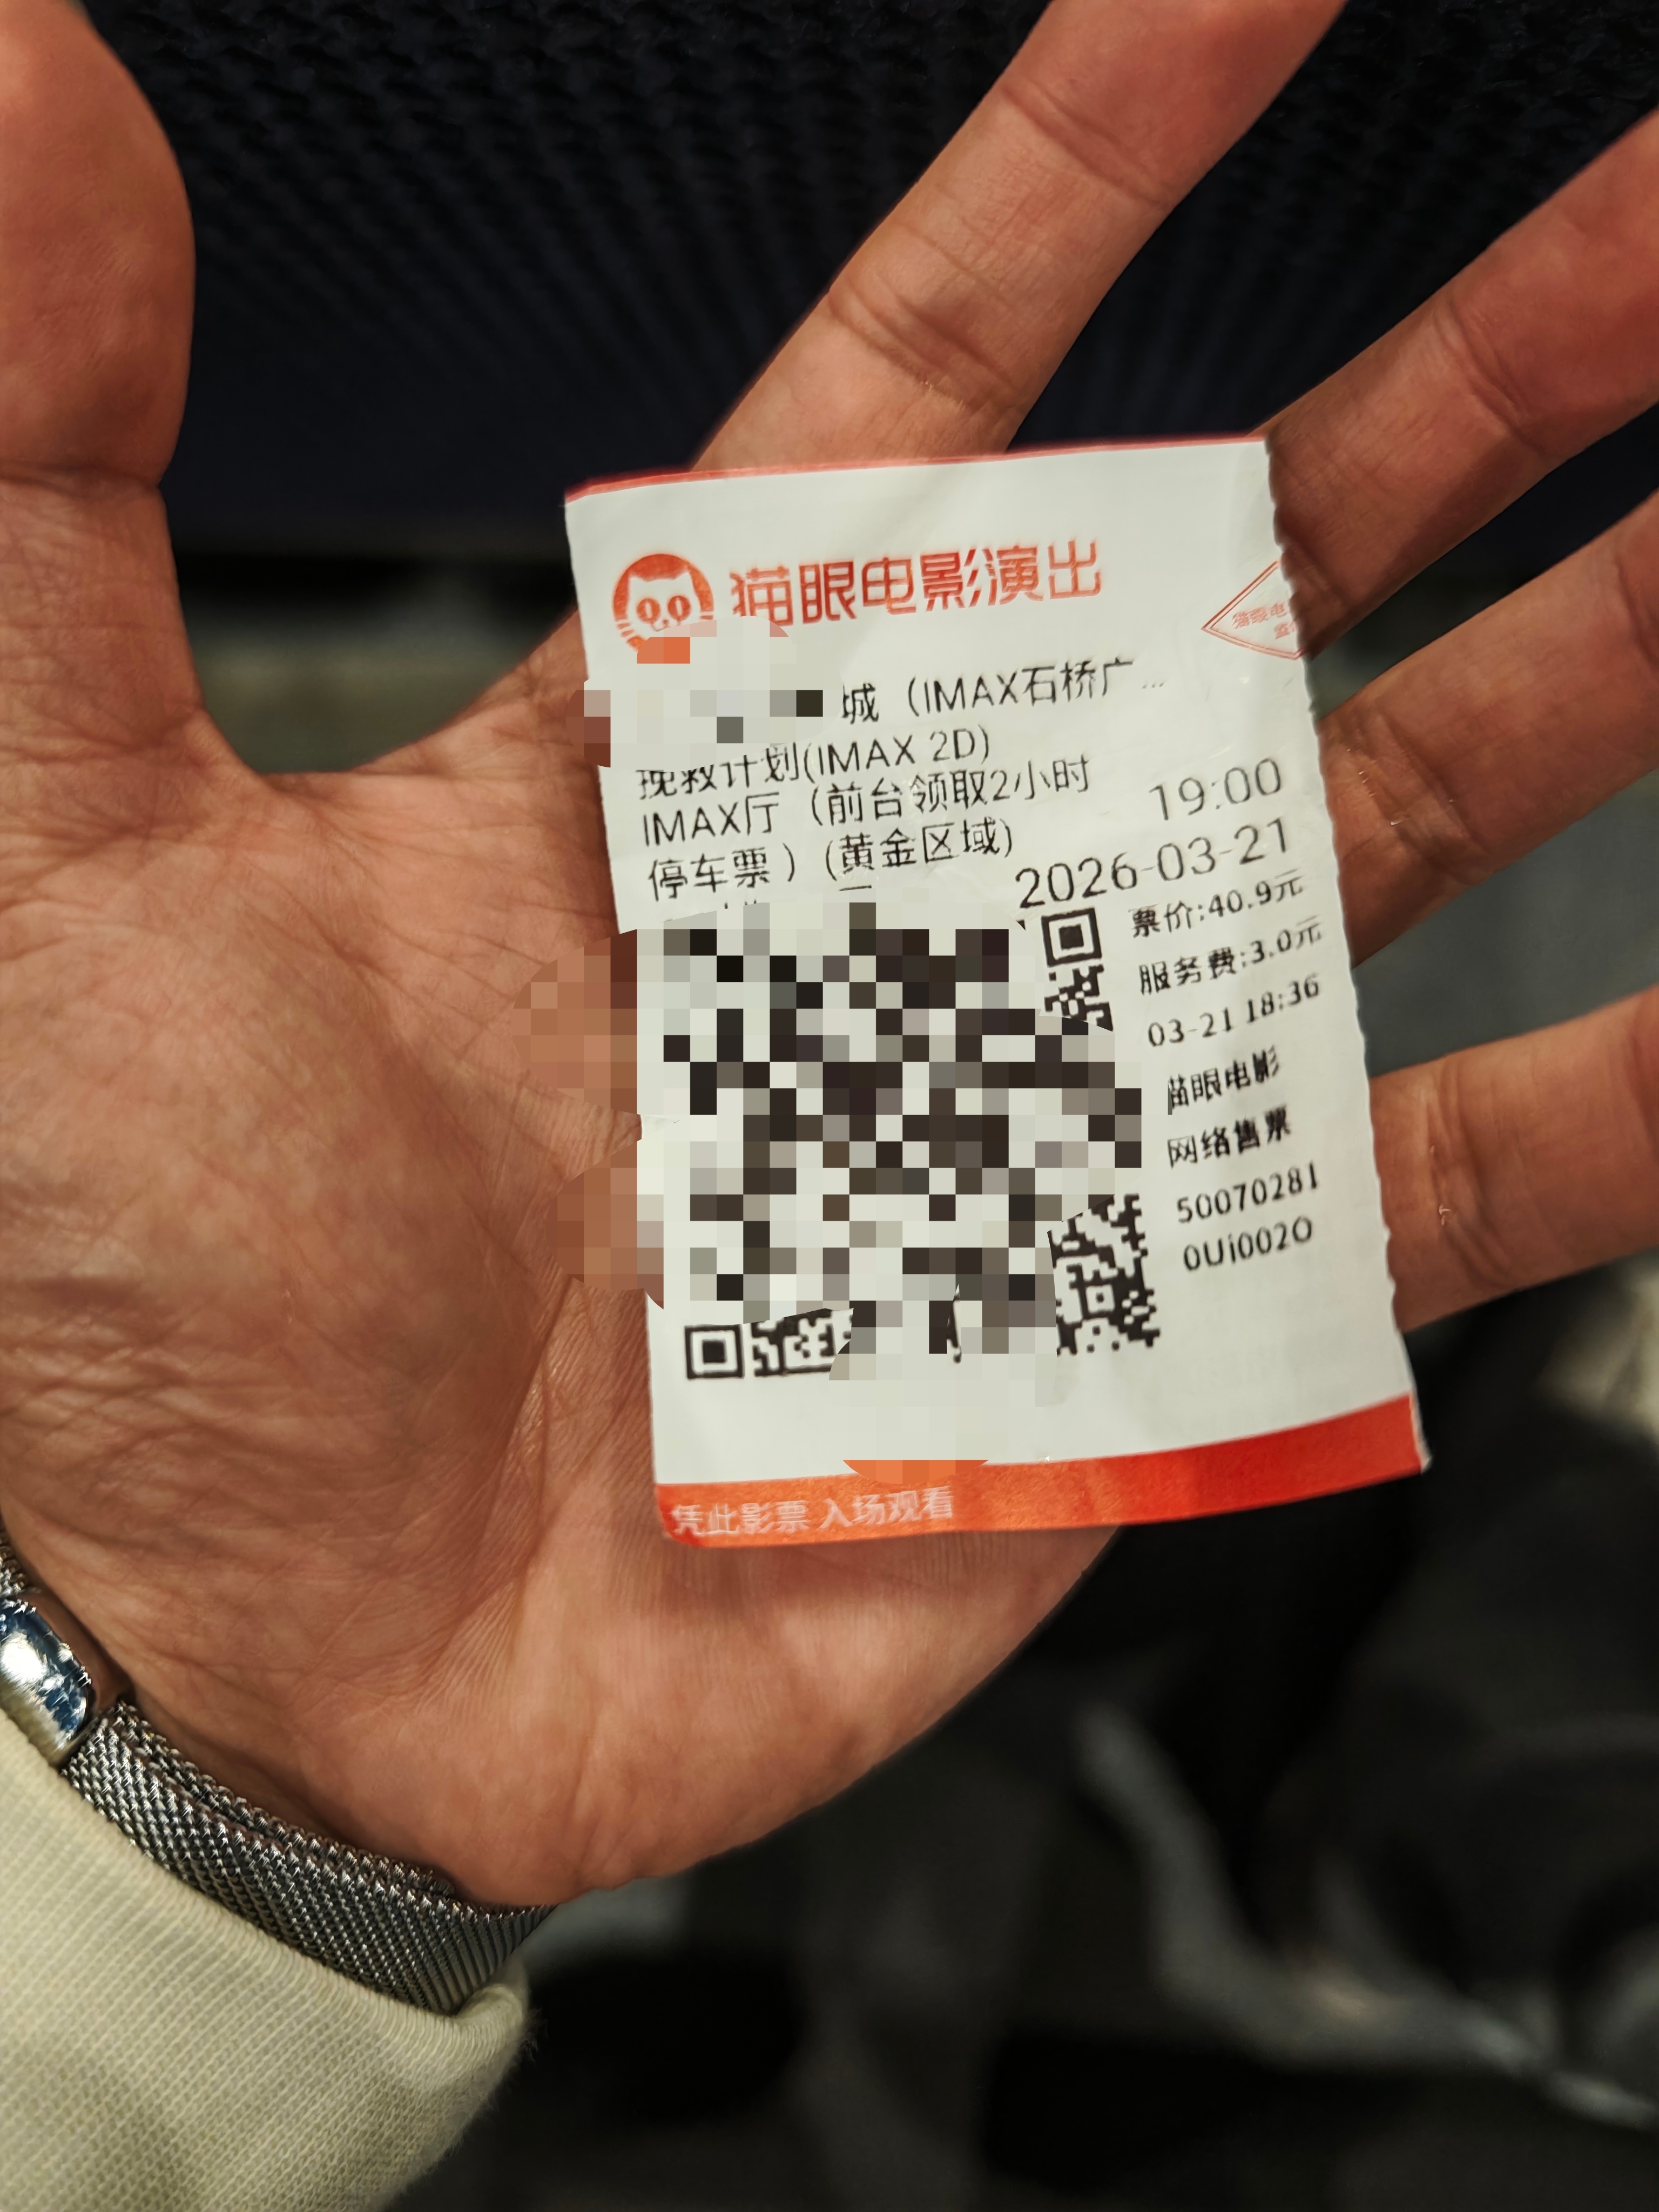 猫眼电影演出
城（IMAX石桥广...
挽救计划(IMAX 2D)
IMAX厅（前台领取2小时
停车票）(黄金区域)
19:00
2026-03-21
票价:40.9元
服务费:3.0元
03-21 18:36
猫眼电影
网络售票
50070281
0Ui002O
凭此影票 入场观看